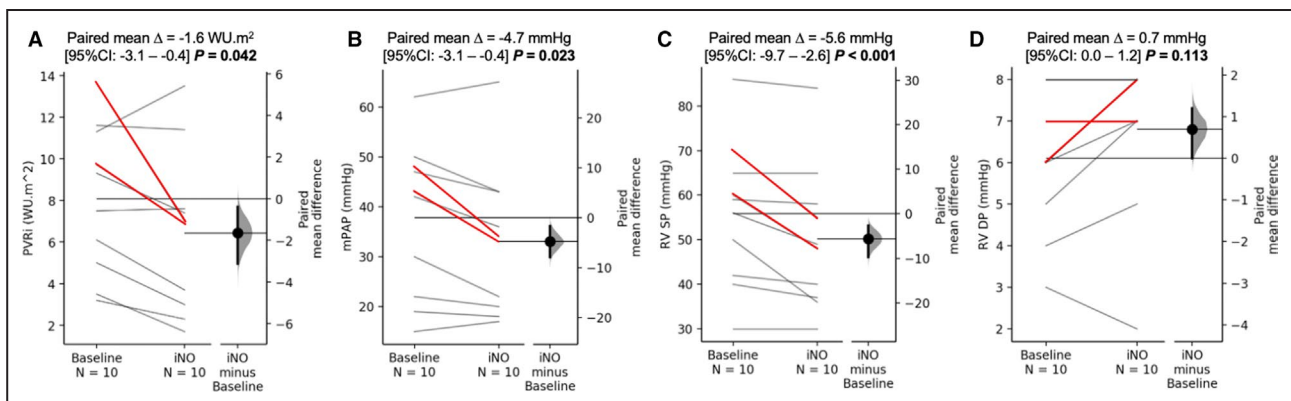 A
Paired mean Δ = -1.6 WU.m²
[95%CI: -3.1 – -0.4] P = 0.042
PVRi (WU.m^2)
14
12
10
8
6
4
2
6
4
2
0
−2
−4
−6
Paired
mean difference
Baseline
N = 10
iNO
N = 10
iNO
minus
Baseline
B
Paired mean Δ = -4.7 mmHg
[95%CI: -3.1 – -0.4] P = 0.023
mPAP (mmHg)
60
50
40
30
20
20
10
0
−10
−20
Paired
mean difference
Baseline
N = 10
iNO
N = 10
iNO
minus
Baseline
C
Paired mean Δ = -5.6 mmHg
[95%CI: -9.7 – -2.6] P < 0.001
RV SP (mmHg)
80
70
60
50
40
30
30
20
10
0
−10
−20
Paired
mean difference
Baseline
N = 10
iNO
N = 10
iNO
minus
Baseline
D
Paired mean Δ = 0.7 mmHg
[95%CI: 0.0 – 1.2] P = 0.113
RV DP (mmHg)
8
7
6
5
4
3
2
2
1
0
−1
−2
−3
−4
Paired
mean difference
Baseline
N = 10
iNO
N = 10
iNO
minus
Baseline